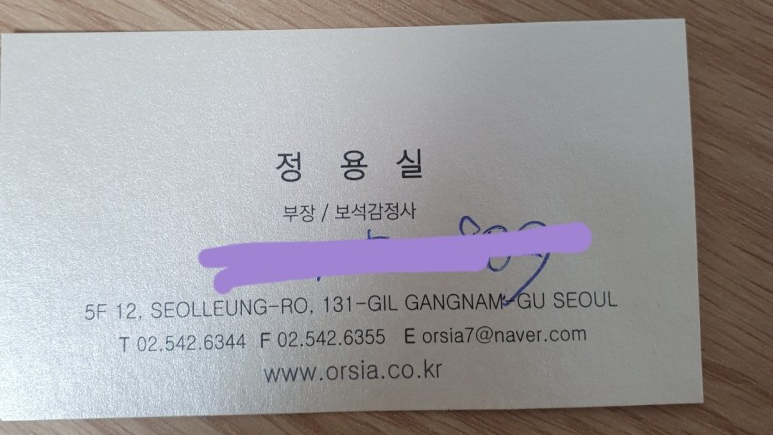 정 용 실
부장 / 보석감정사
5F 12, SEOLLEUNG-RO, 131-GIL GANGNAM-GU SEOUL
T 02.542.6344 F 02.542.6355 E orsia7@naver.com
www.orsia.co.kr